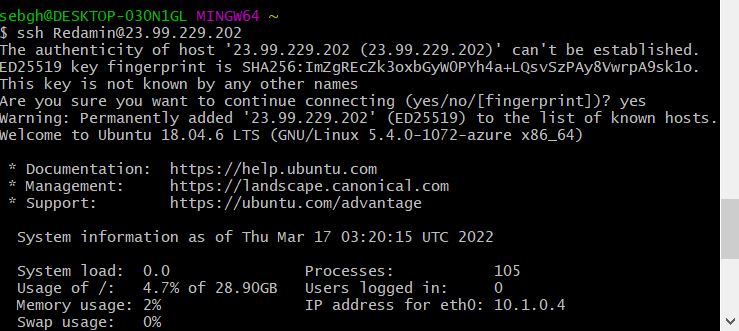 sebgh@DESKTOP-O3ON1GL MINGW64 ~
$ ssh Redamin@23.99.229.202
The authenticity of host '23.99.229.202 (23.99.229.202)' can't be established.
ED25519 key fingerprint is SHA256:ImZgREcZk3oxbGyWOPYh4a+LQsvSzPAy8VwrpA9sk1o.
This key is not known by any other names
Are you sure you want to continue connecting (yes/no/[fingerprint])? yes
Warning: Permanently added '23.99.229.202' (ED25519) to the list of known hosts.
Welcome to Ubuntu 18.04.6 LTS (GNU/Linux 5.4.0-1072-azure x86_64)
* Documentation: https://help.ubuntu.com
* Management: https://landscape.canonical.com
* Support: https://ubuntu.com/advantage
System information as of Thu Mar 17 03:20:15 UTC 2022
System load: 0.0 Processes: 105
Usage of /: 4.7% of 28.90GB Users logged in: 0
Memory usage: 2% IP address for eth0: 10.1.0.4
Swap usage: 0%